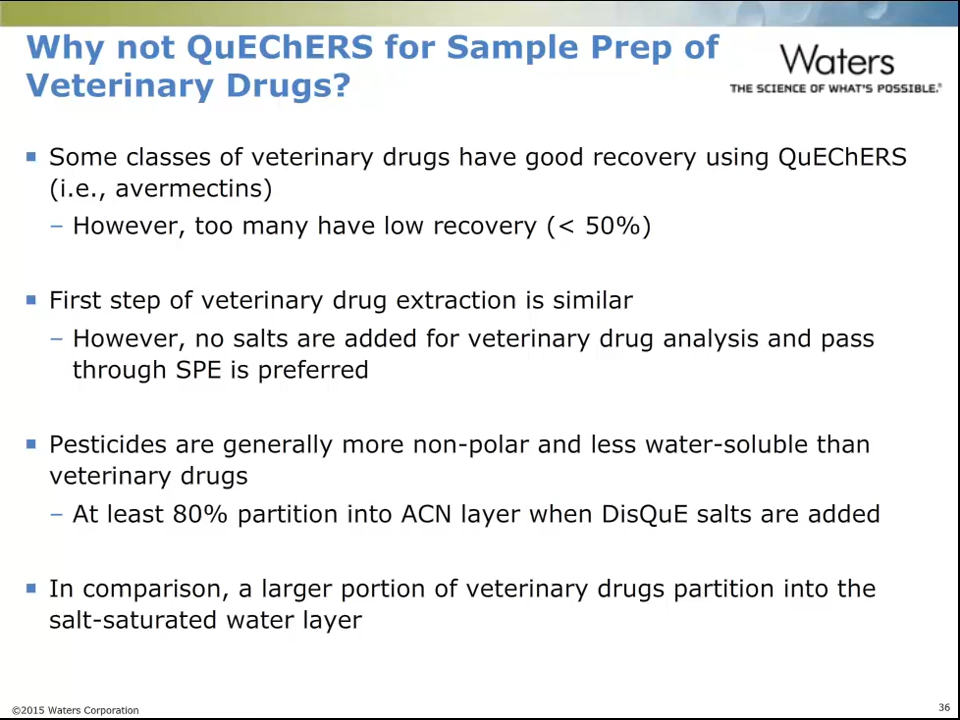 Why not QuEChERS for Sample Prep of
Veterinary Drugs?
Waters
THE SCIENCE OF WHAT'S POSSIBLE.®
▪ Some classes of veterinary drugs have good recovery using QuEChERS
(i.e., avermectins)
– However, too many have low recovery (< 50%)
▪ First step of veterinary drug extraction is similar
– However, no salts are added for veterinary drug analysis and pass
through SPE is preferred
▪ Pesticides are generally more non-polar and less water-soluble than
veterinary drugs
– At least 80% partition into ACN layer when DisQuE salts are added
▪ In comparison, a larger portion of veterinary drugs partition into the
salt-saturated water layer
©2015 Waters Corporation
36